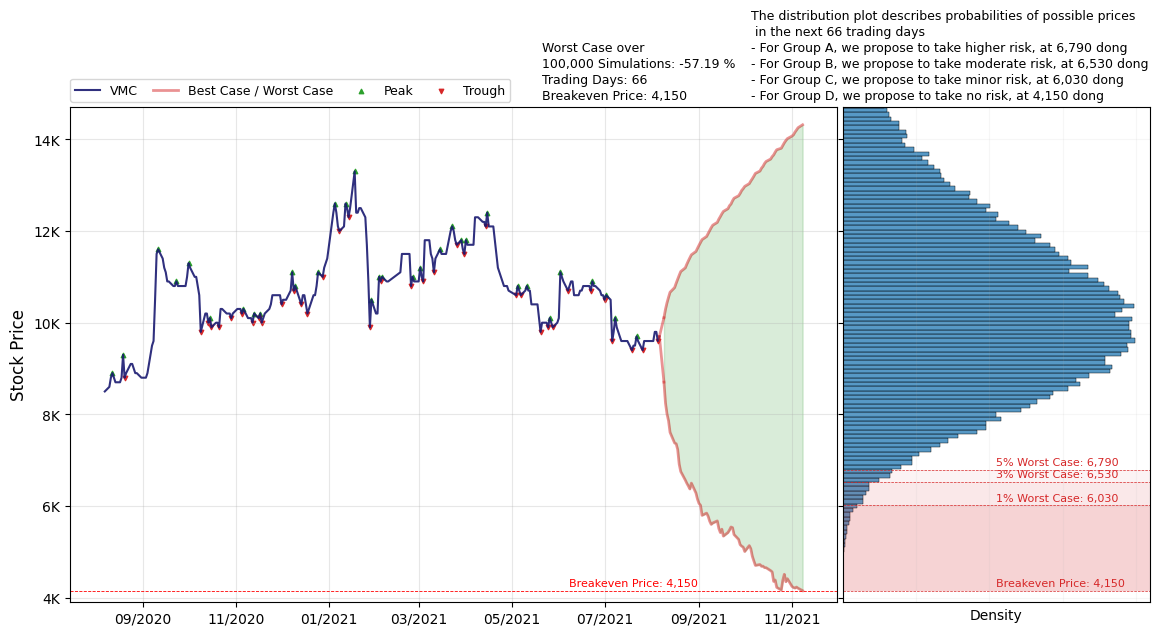 The distribution plot describes probabilities of possible prices
in the next 66 trading days
- For Group A, we propose to take higher risk, at 6,790 dong
- For Group B, we propose to take moderate risk, at 6,530 dong
- For Group C, we propose to take minor risk, at 6,030 dong
- For Group D, we propose to take no risk, at 4,150 dong
Worst Case over
100,000 Simulations: -57.19 %
Trading Days: 66
Breakeven Price: 4,150
VMC
Best Case / Worst Case
Peak
Trough
Stock Price
14K
12K
10K
8K
6K
4K
Breakeven Price: 4,150
09/2020
11/2020
01/2021
03/2021
05/2021
07/2021
09/2021
11/2021
5% Worst Case: 6,790
3% Worst Case: 6,530
1% Worst Case: 6,030
Breakeven Price: 4,150
Density